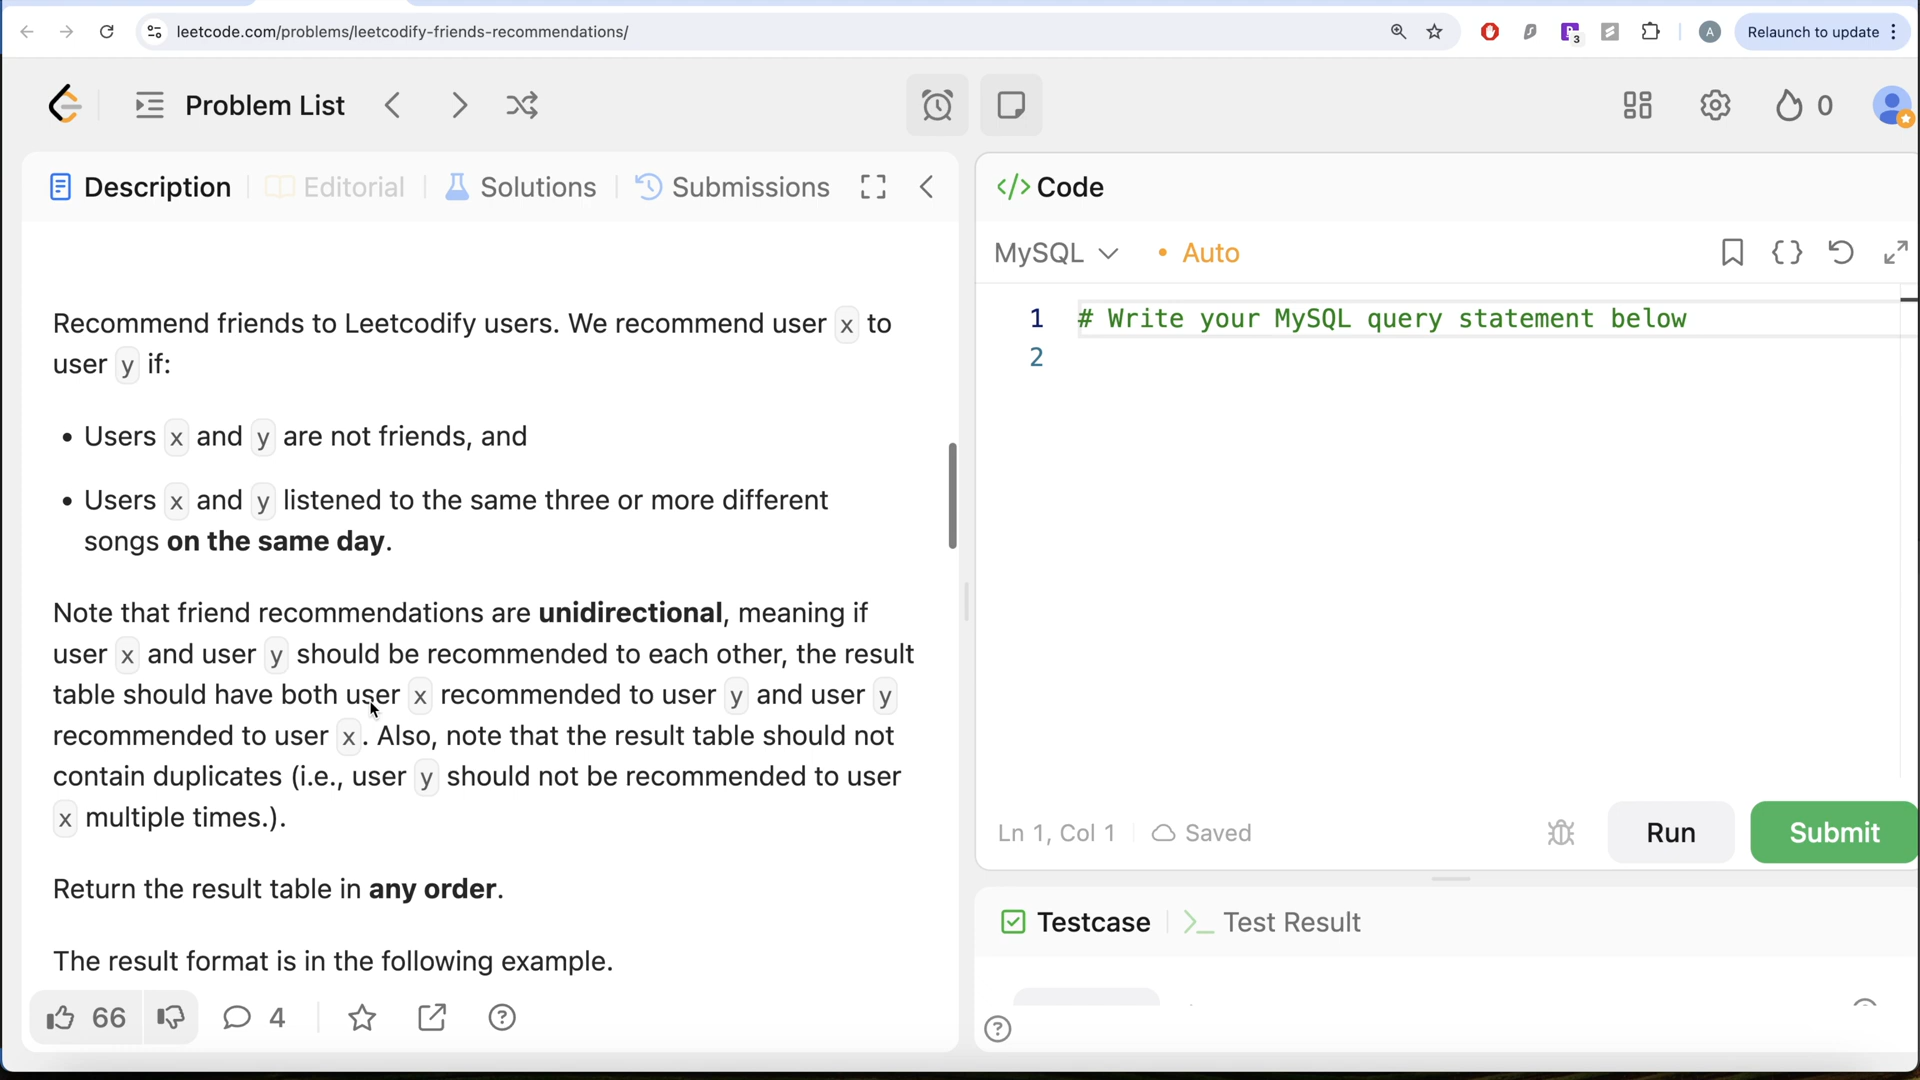 leetcode.com/problems/leetcodify-friends-recommendations/
3
A
Relaunch to update
Problem List
0
Description
Editorial
Solutions
Submissions
Recommend friends to Leetcodify users. We recommend user x to
user y if:
• Users x and y are not friends, and
• Users x and y listened to the same three or more different
songs on the same day.
Note that friend recommendations are unidirectional, meaning if
user x and user y should be recommended to each other, the result
table should have both user x recommended to user y and user y
recommended to user x. Also, note that the result table should not
contain duplicates (i.e., user y should not be recommended to user
x multiple times.).
Return the result table in any order.
The result format is in the following example.
66
4
</> Code
MySQL
• Auto
1 # Write your MySQL query statement below
2
Ln 1, Col 1
Saved
Run
Submit
Testcase
Test Result